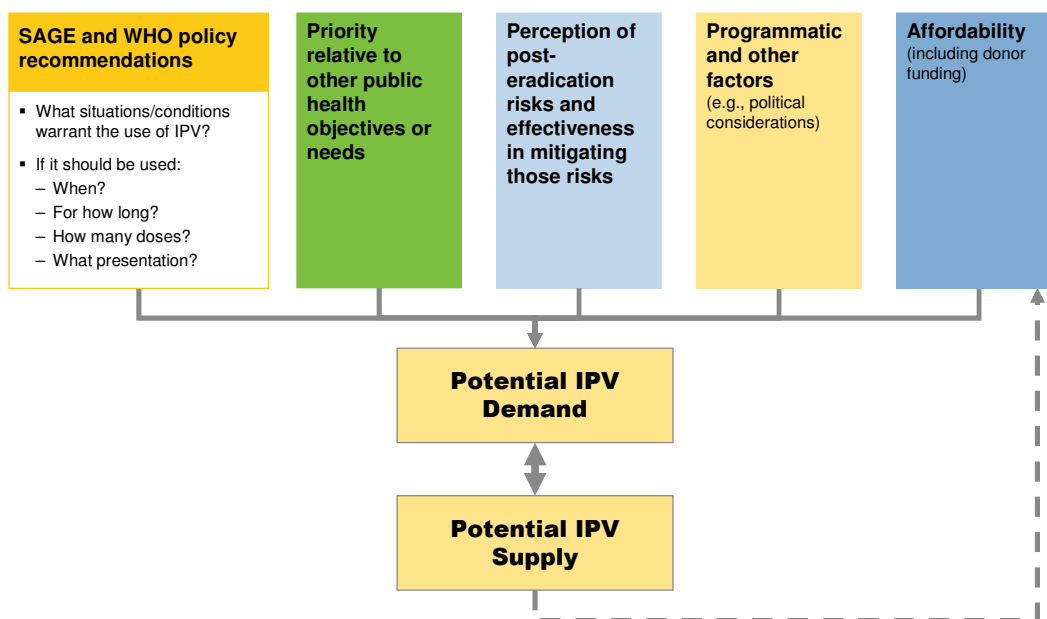 SAGE and WHO policy
recommendations
▪ What situations/conditions
warrant the use of IPV?
▪ If it should be used:
– When?
– For how long?
– How many doses?
– What presentation?
Priority
relative to
other public
health
objectives or
needs
Perception of
post-
eradication
risks and
effectiveness
in mitigating
those risks
Programmatic
and other
factors
(e.g., political
considerations)
Affordability
(including donor
funding)
Potential IPV
Demand
Potential IPV
Supply